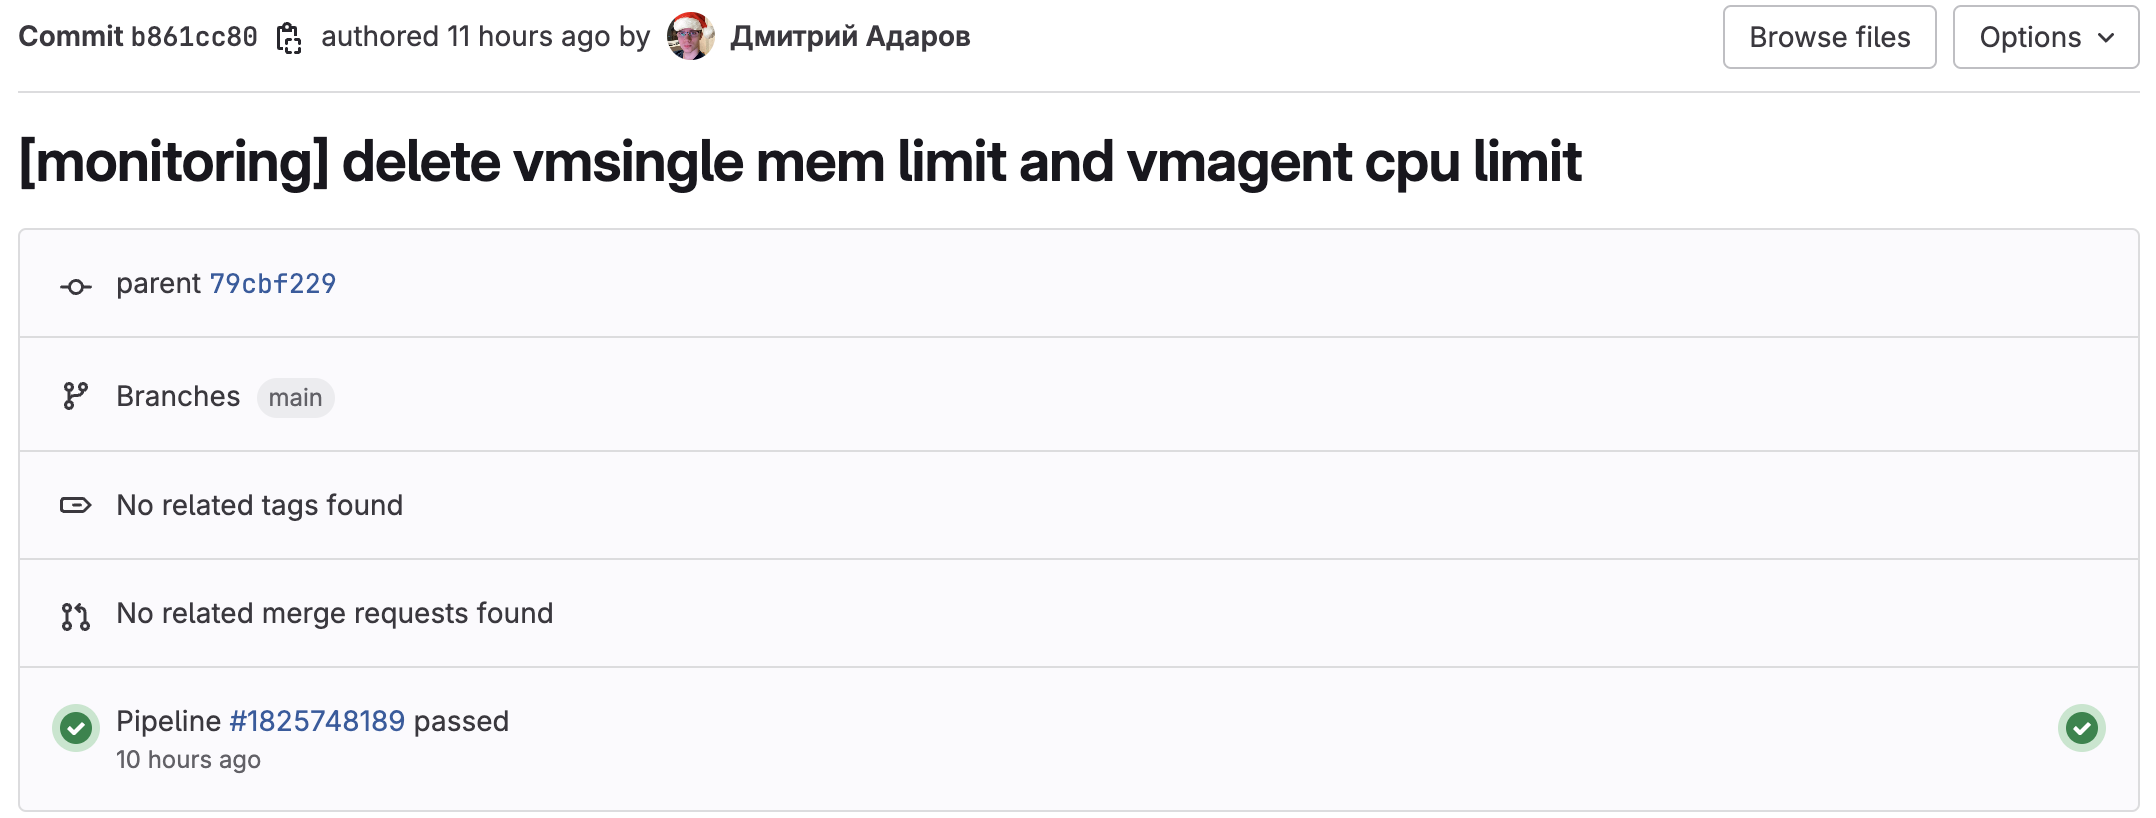 Commit b861cc80 authored 11 hours ago by Дмитрий Адаров Browse files Options
[monitoring] delete vmsingle mem limit and vmagent cpu limit
parent 79cbf229
Branches main
No related tags found
No related merge requests found
Pipeline #1825748189 passed
10 hours ago